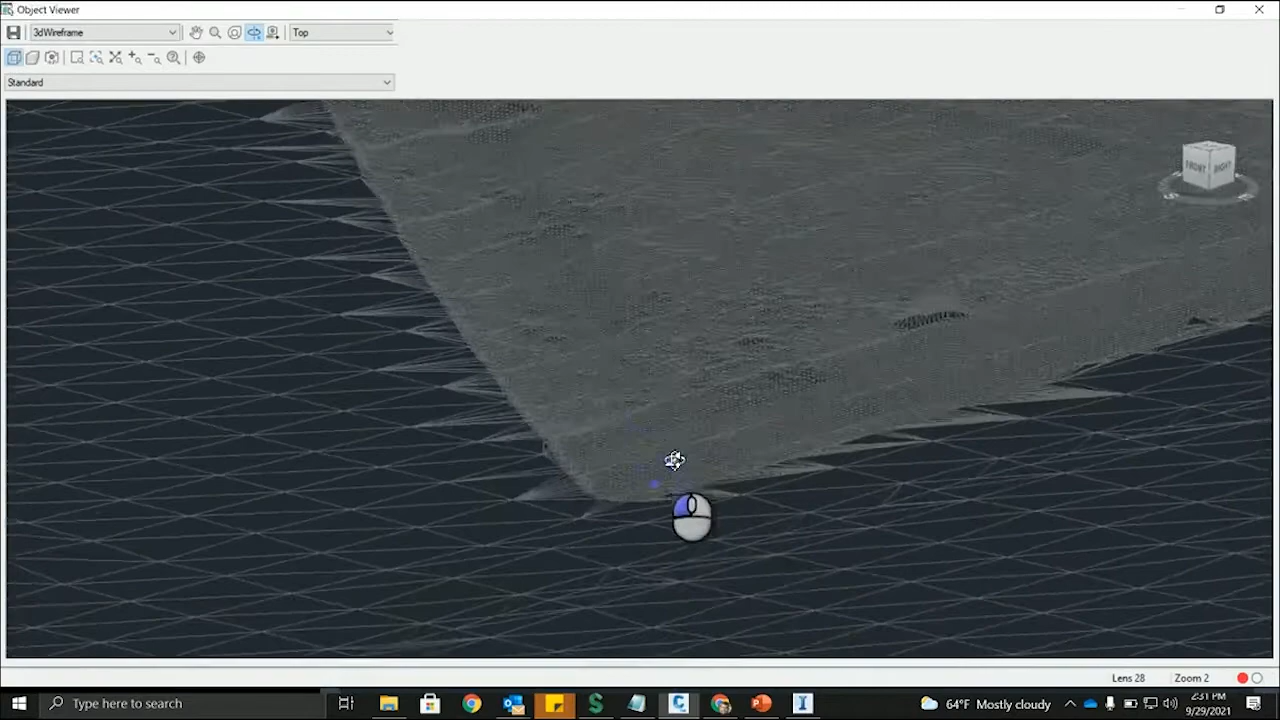 Object Viewer
3dWireframe
Top
Standard
FRONT
RIGHT
Lens 28
Zoom 2
Type here to search
64°F Mostly cloudy
2:31 PM
9/29/2021